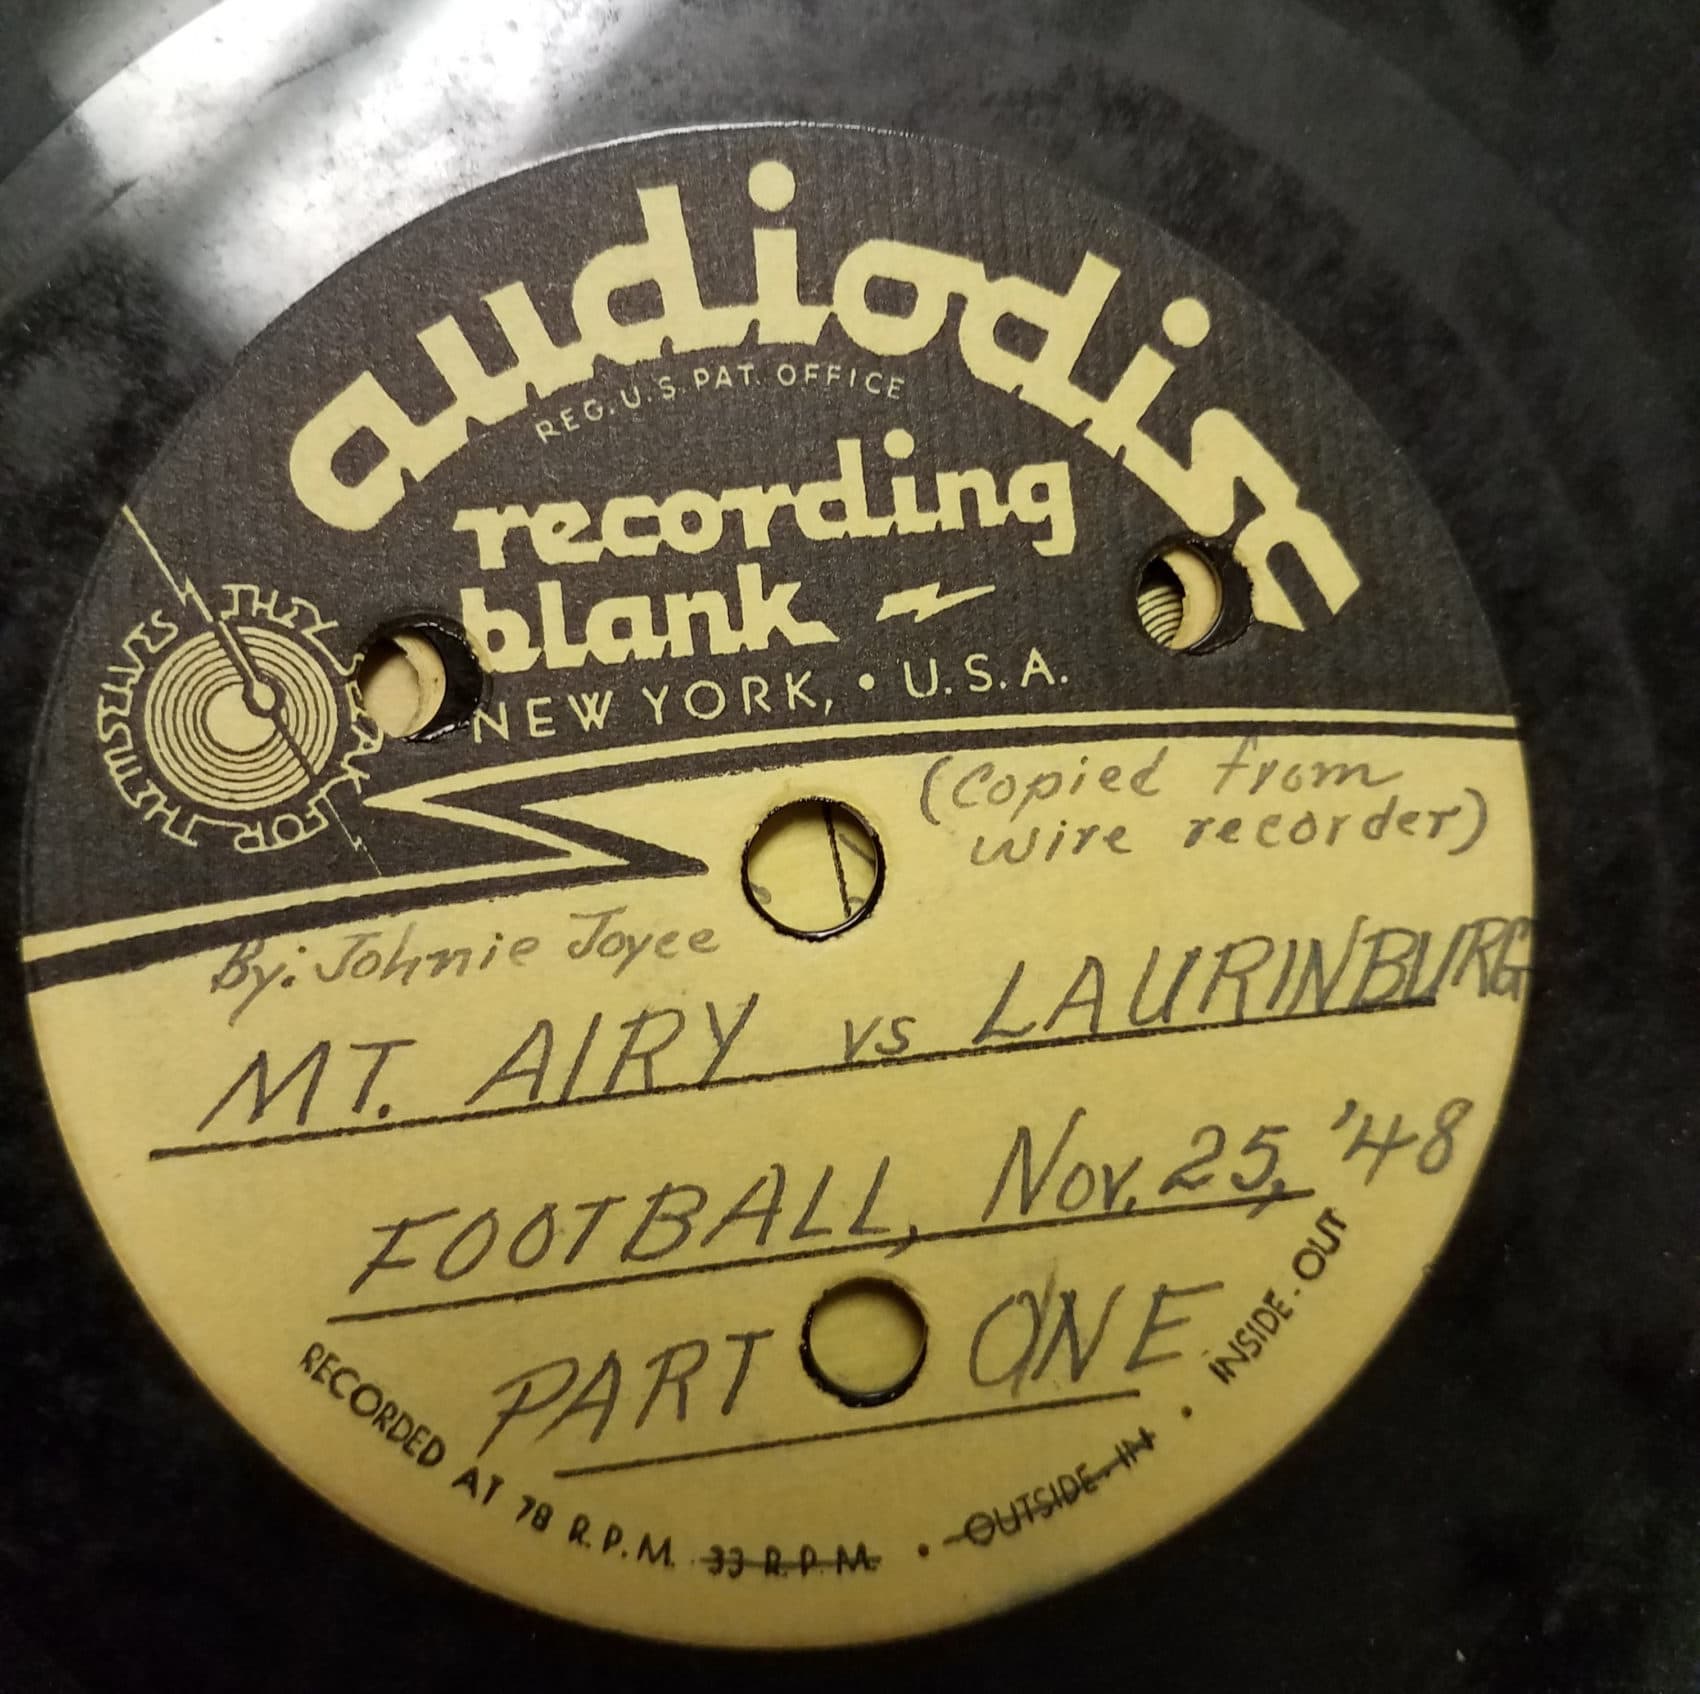 audiodisc
REG. U.S. PAT. OFFICE
recording
blank
NEW YORK, • U.S.A.
THEY SPEAK FOR THEMSELVES
(Copied from
wire recorder)
By: Johnie Joyce
MT. AIRY vs LAURINBURG
FOOTBALL, Nov. 25, '48
PART ONE
RECORDED AT 78 R.P.M. 33 R.P.M. • OUTSIDE-IN • INSIDE-OUT